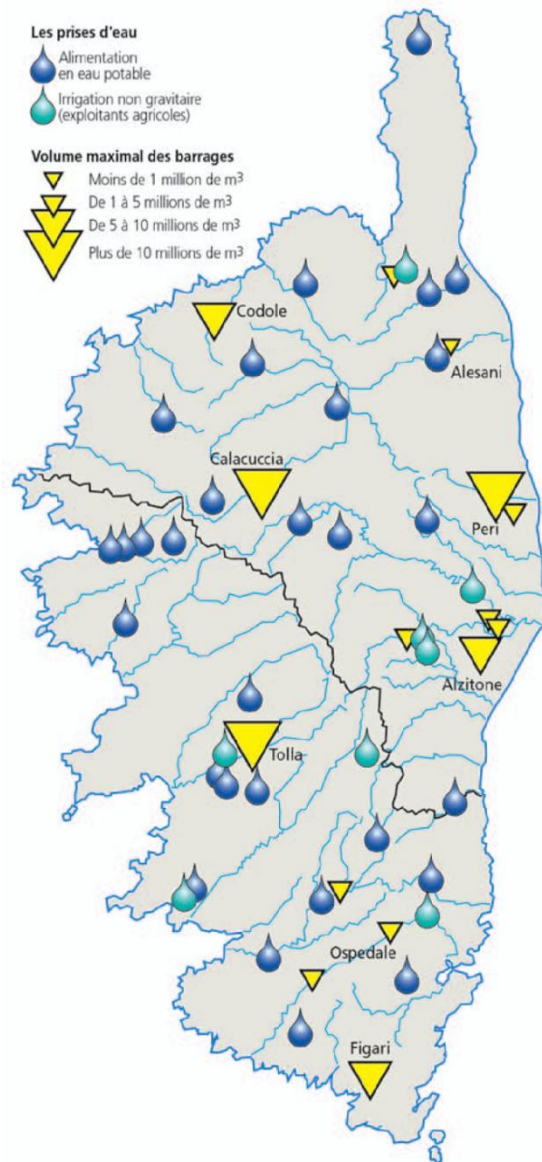 Les prises d'eau
Alimentation
en eau potable
Irrigation non gravitaire
(exploitants agricoles)
Volume maximal des barrages
Moins de 1 million de m³
De 1 à 5 millions de m³
De 5 à 10 millions de m³
Plus de 10 millions de m³
Codole
Alesani
Calacuccia
Peri
Alzitone
Tolla
Ospedale
Figari